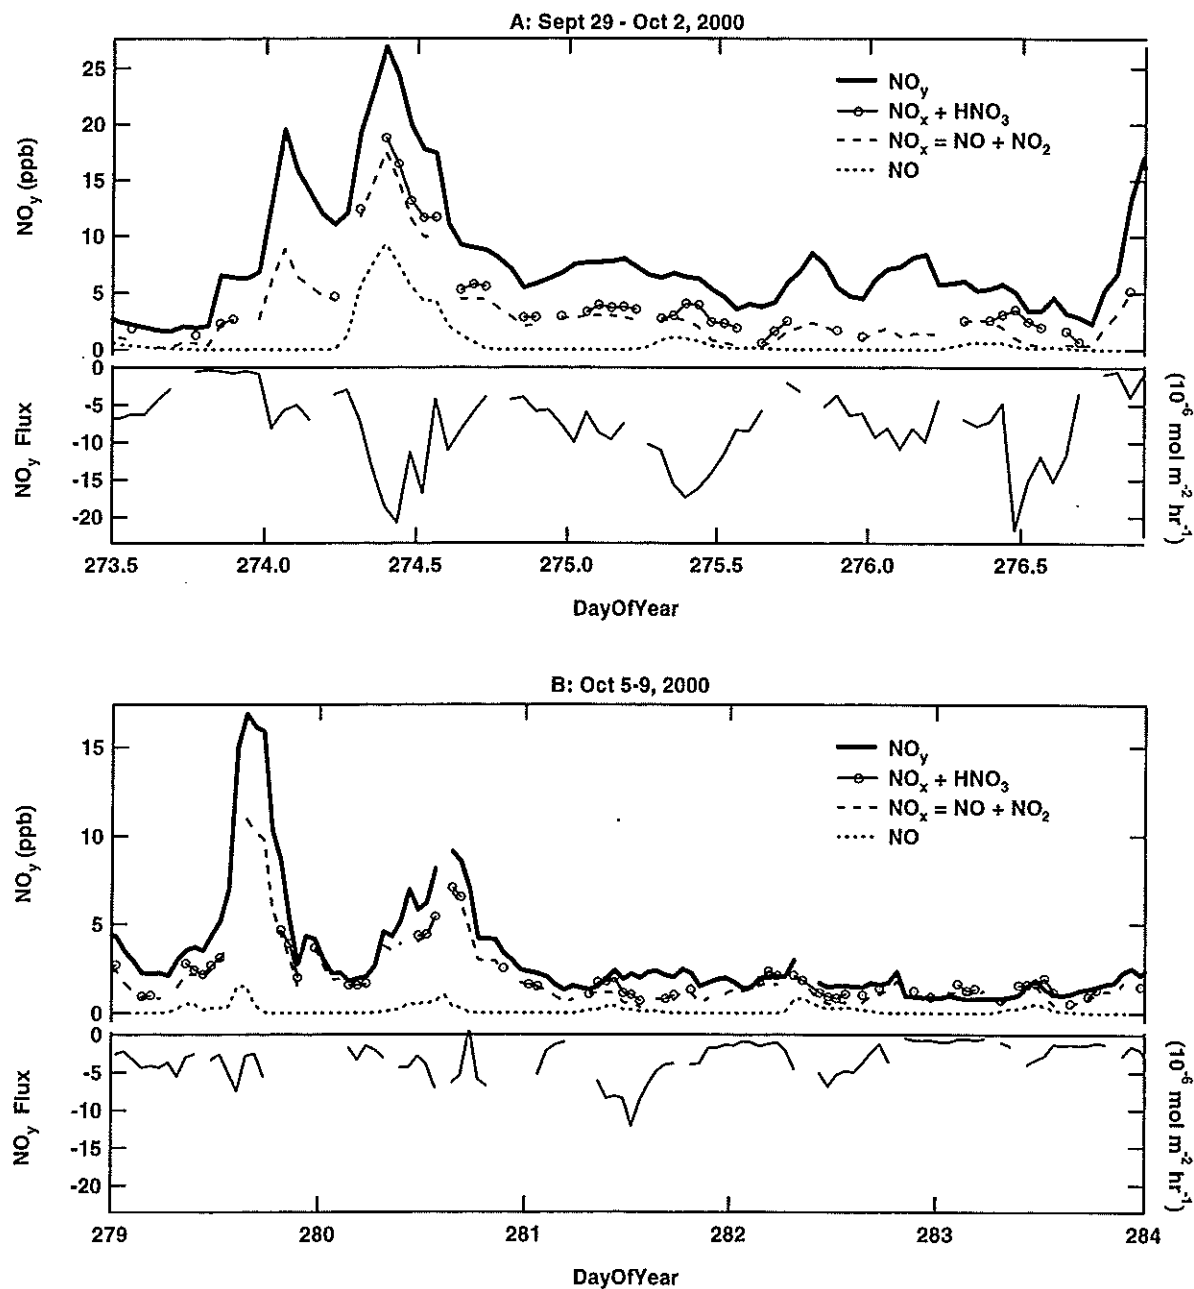 A: Sept 29 - Oct 2, 2000
NOy (ppb)
25
20
15
10
5
0
NOy
NOx + HNO3
NOx = NO + NO2
NO
NOy Flux
0
-5
-10
-15
-20
(10-6 mol m-2 hr-1)
273.5 274.0 274.5 275.0 275.5 276.0 276.5
DayOfYear
B: Oct 5-9, 2000
NOy (ppb)
15
10
5
0
NOy
NOx + HNO3
NOx = NO + NO2
NO
NOy Flux
0
-5
-10
-15
-20
(10-6 mol m-2 hr-1)
279 280 281 282 283 284
DayOfYear